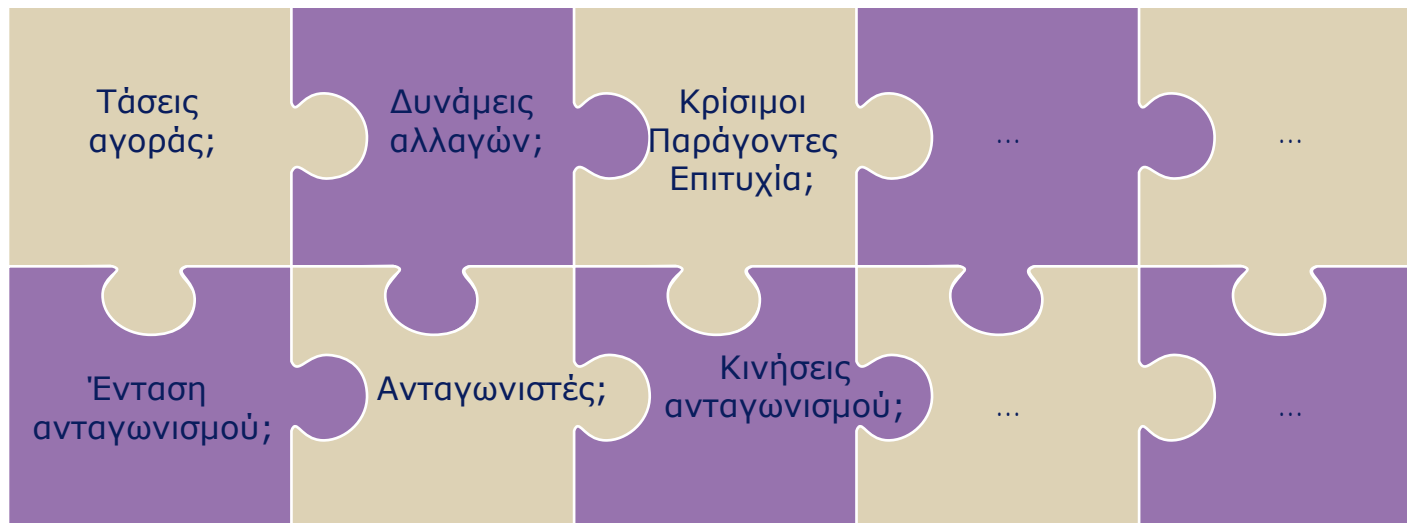 Τάσεις
αγοράς;
Δυνάμεις
αλλαγών;
Κρίσιμοι
Παράγοντες
Επιτυχία;
...
...
Ένταση
ανταγωνισμού;
Ανταγωνιστές;
Κινήσεις
ανταγωνισμού;
...
...